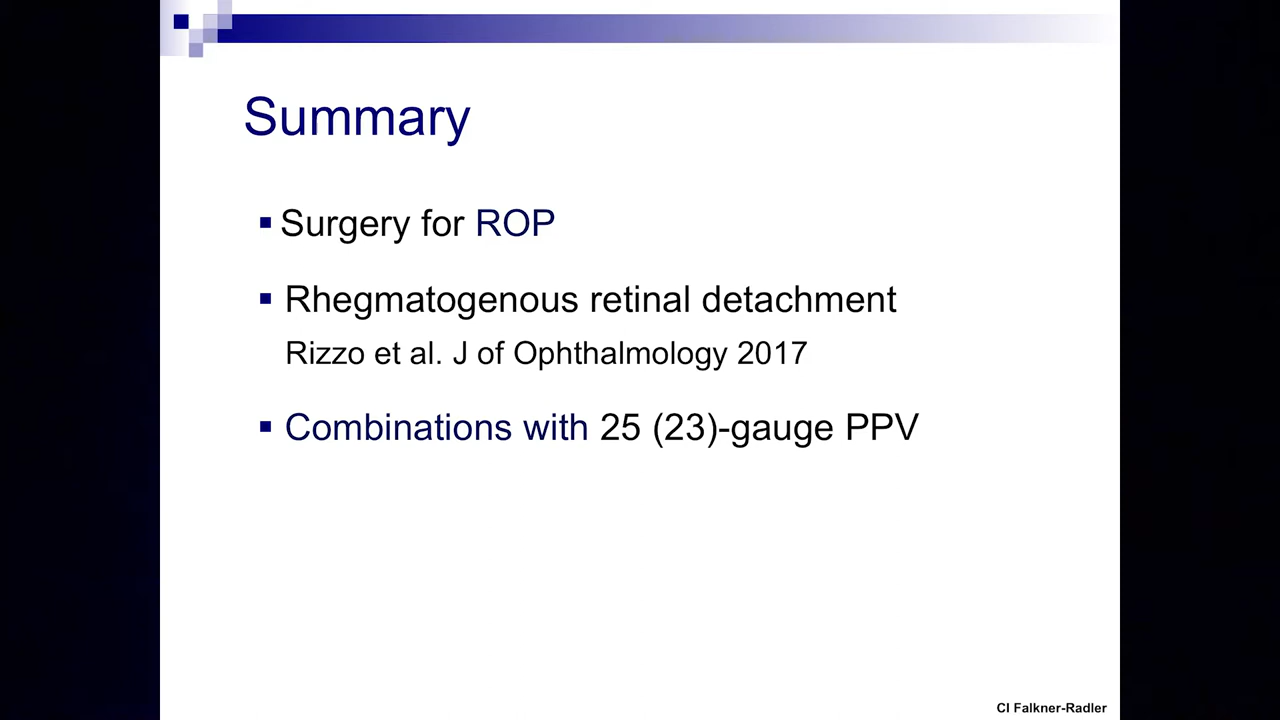 Summary
Surgery for ROP
Rhegmatogenous retinal detachment
Rizzo et al. J of Ophthalmology 2017
Combinations with 25 (23)-gauge PPV
CI Falkner-Radler